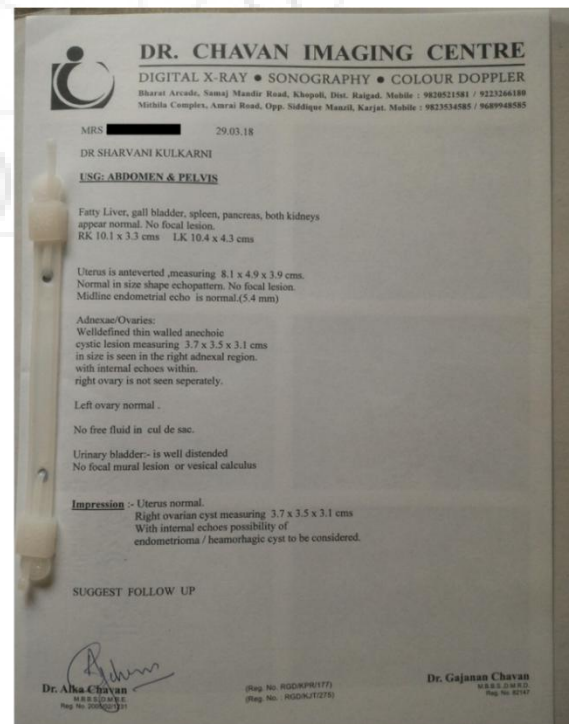 DR. CHAVAN IMAGING CENTRE
DIGITAL X-RAY ● SONOGRAPHY ● COLOUR DOPPLER
Bharat Arcade, Samaj Mandir Road, Khopoli, Dist. Raigad. Mobile : 9820521581 / 9223266180
Mithila Complex, Amrai Road, Opp. Siddique Manzil, Karjat. Mobile : 9823534585 / 9689948585
MRS 29.03.18
DR SHARVANI KULKARNI
USG: ABDOMEN & PELVIS
Fatty Liver, gall bladder, spleen, pancreas, both kidneys
appear normal. No focal lesion.
RK 10.1 x 3.3 cms LK 10.4 x 4.3 cms
Uterus is anteverted ,measuring 8.1 x 4.9 x 3.9 cms.
Normal in size shape echopattern. No focal lesion.
Midline endometrial echo is normal.(5.4 mm)
Adnexae/Ovaries:
Welldefined thin walled anechoic
cystic lesion measuring 3.7 x 3.5 x 3.1 cms
in size is seen in the right adnexal region.
with internal echoes within.
right ovary is not seen seperately.
Left ovary normal .
No free fluid in cul de sac.
Urinary bladder:- is well distended
No focal mural lesion or vesical calculus
Impression :- Uterus normal.
Right ovarian cyst measuring 3.7 x 3.5 x 3.1 cms
With internal echoes possibility of
endometrioma / heamorhagic cyst to be considered.
SUGGEST FOLLOW UP
Dr. Alka Chavan
M.B.B.S.,D.M.R.E.
Reg. No.
(Reg. No. RGD/KPR/177)
(Reg. No. : RGD/KJT/275)
Dr. Gajanan Chavan
M.B.B.S.,D.M.R.D.
Reg. No. 62147